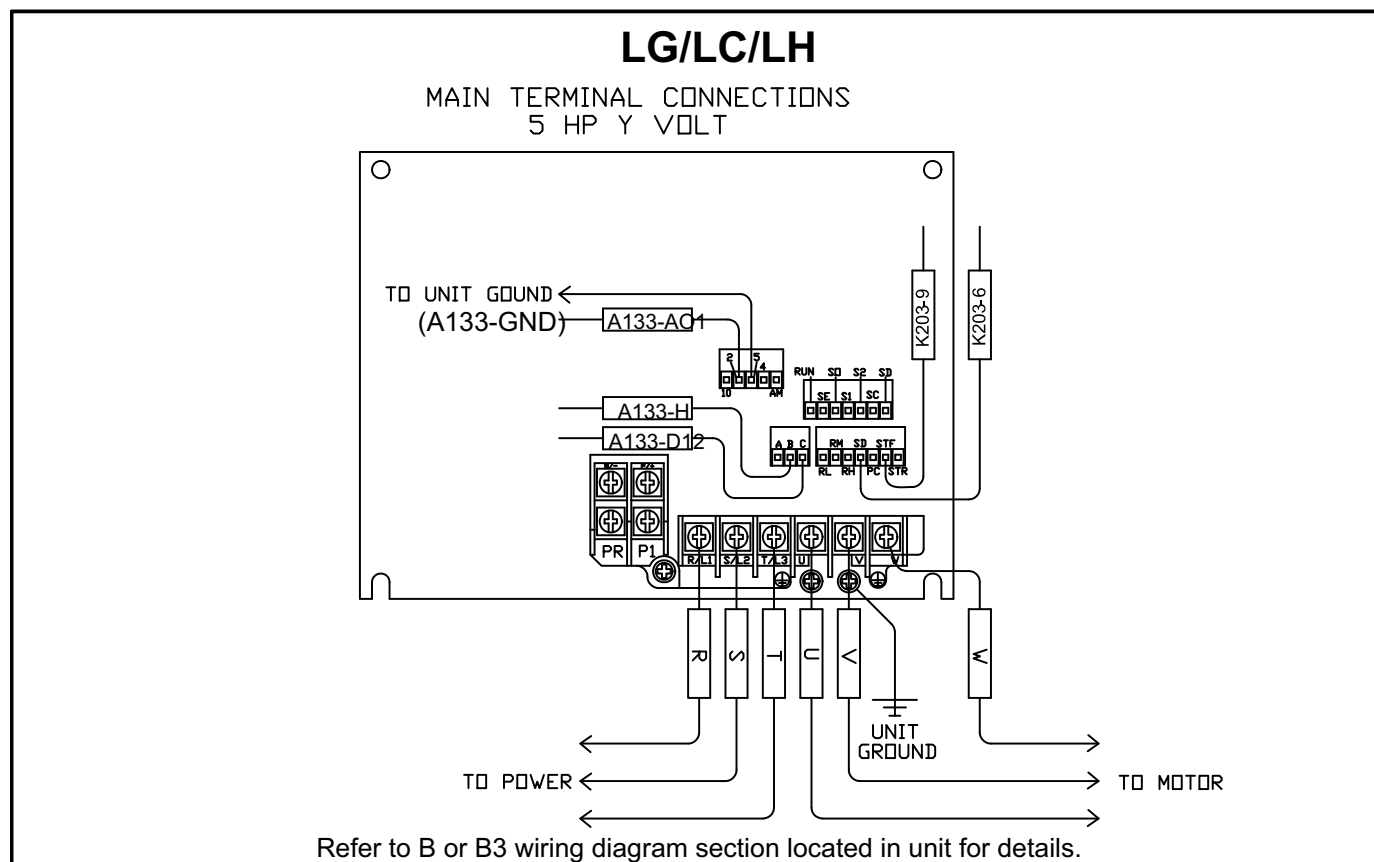 LG/LC/LH
MAIN TERMINAL CONNECTIONS
5 HP Y VOLT
TO UNIT GOUND
(A133-GND)
A133-AO1
K203-9
K203-6
2 5
4
10 AM
RUN SO S2 SD
SE S1 SC
A133-H
A133-D12
A B C
RM SD STF
RL RH PC STR
P/+
PR P1
R/L1 S/L2 T/L3 U V
R S T U V W
UNIT
GROUND
TO POWER
TO MOTOR
Refer to B or B3 wiring diagram section located in unit for details.